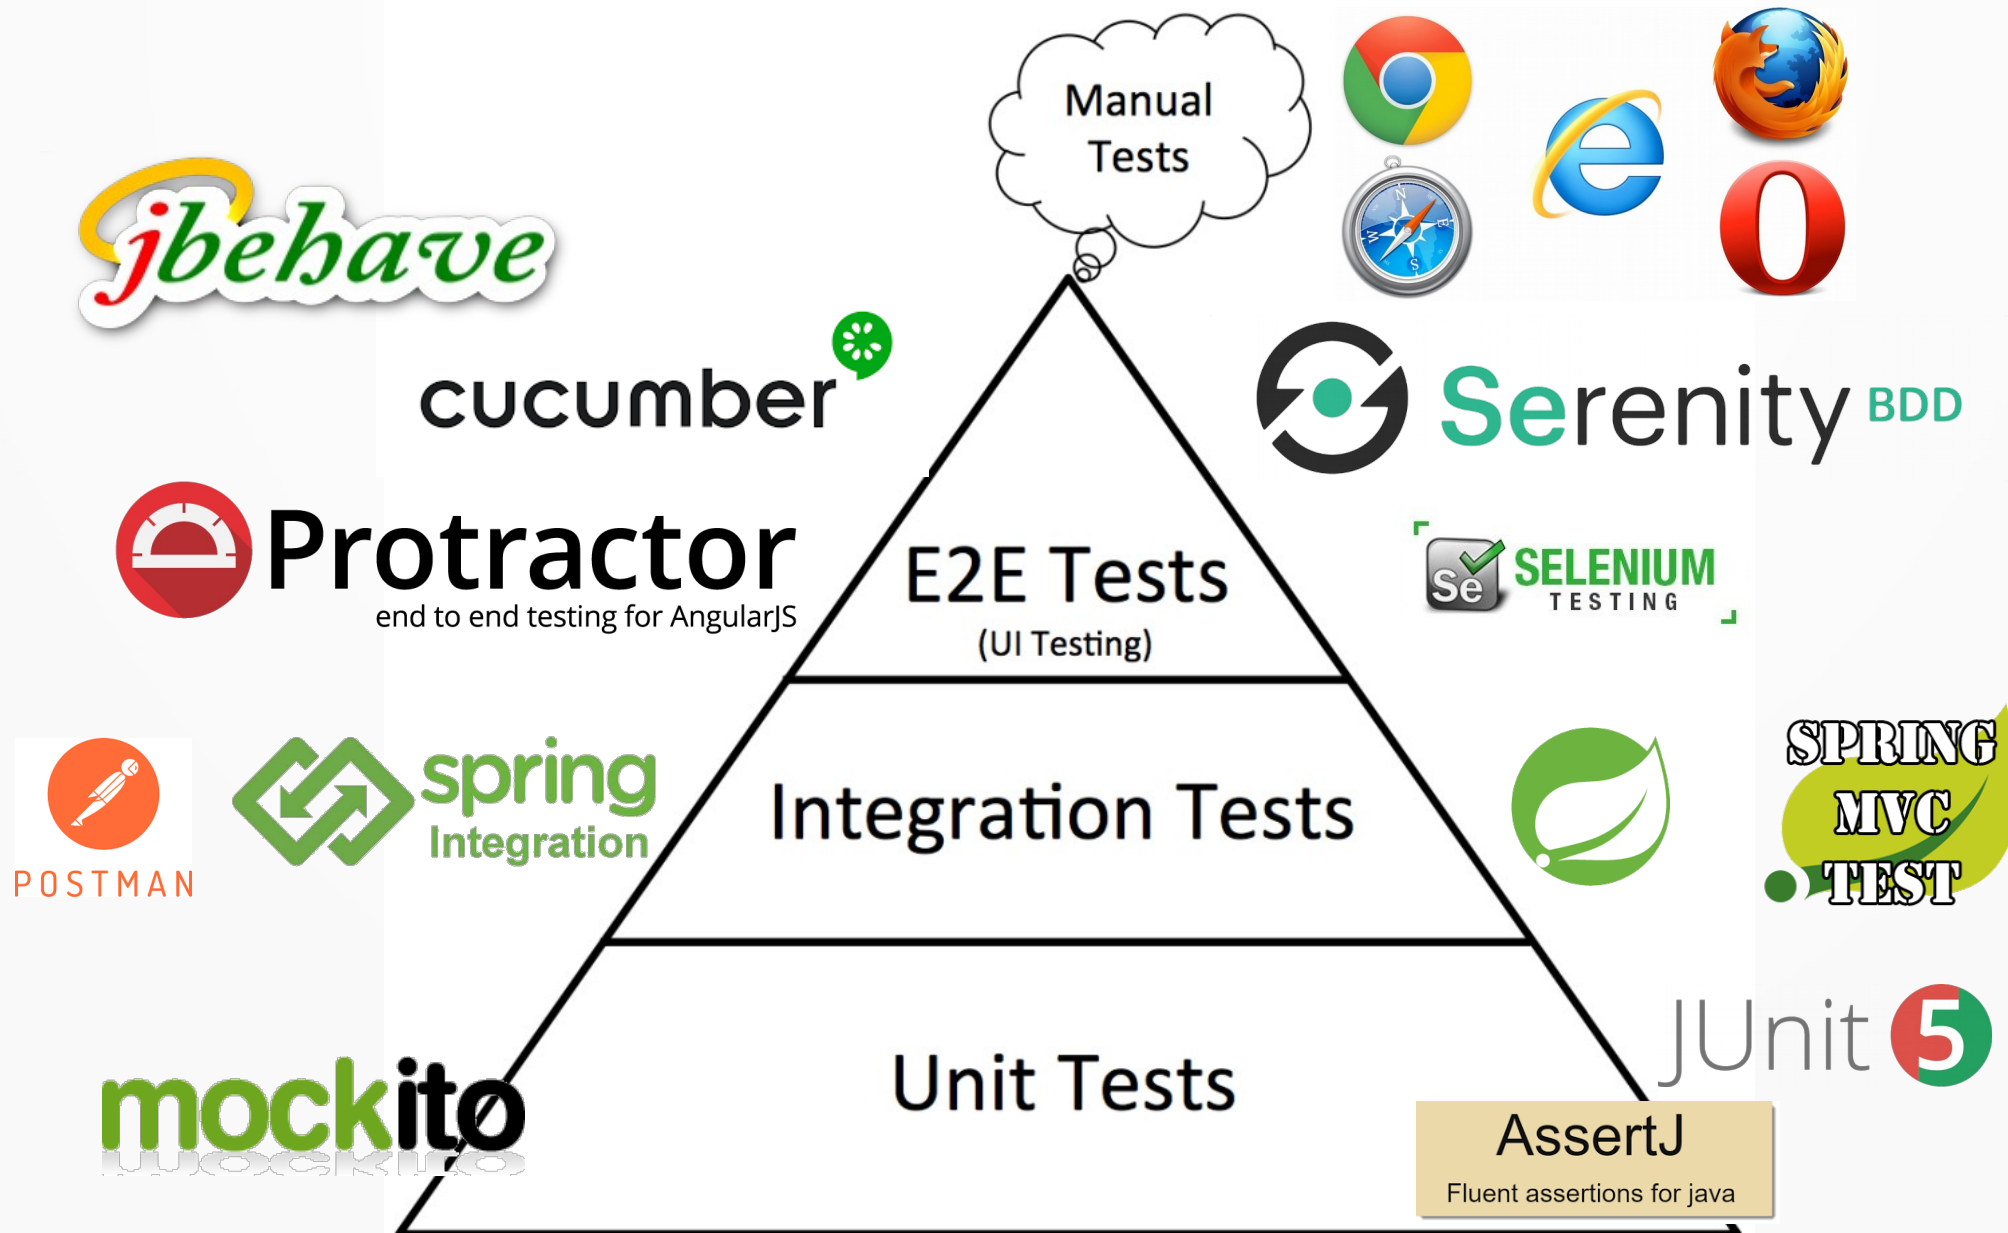 Manual
Tests
jbehave
cucumber
Serenity BDD
Protractor
end to end testing for AngularJS
E2E Tests
(UI Testing)
Se
SELENIUM
TESTING
POSTMAN
spring
Integration
Integration Tests
SPRING
MVC
TEST
JUnit 5
mockito
Unit Tests
AssertJ
Fluent assertions for java
N
E
S
W